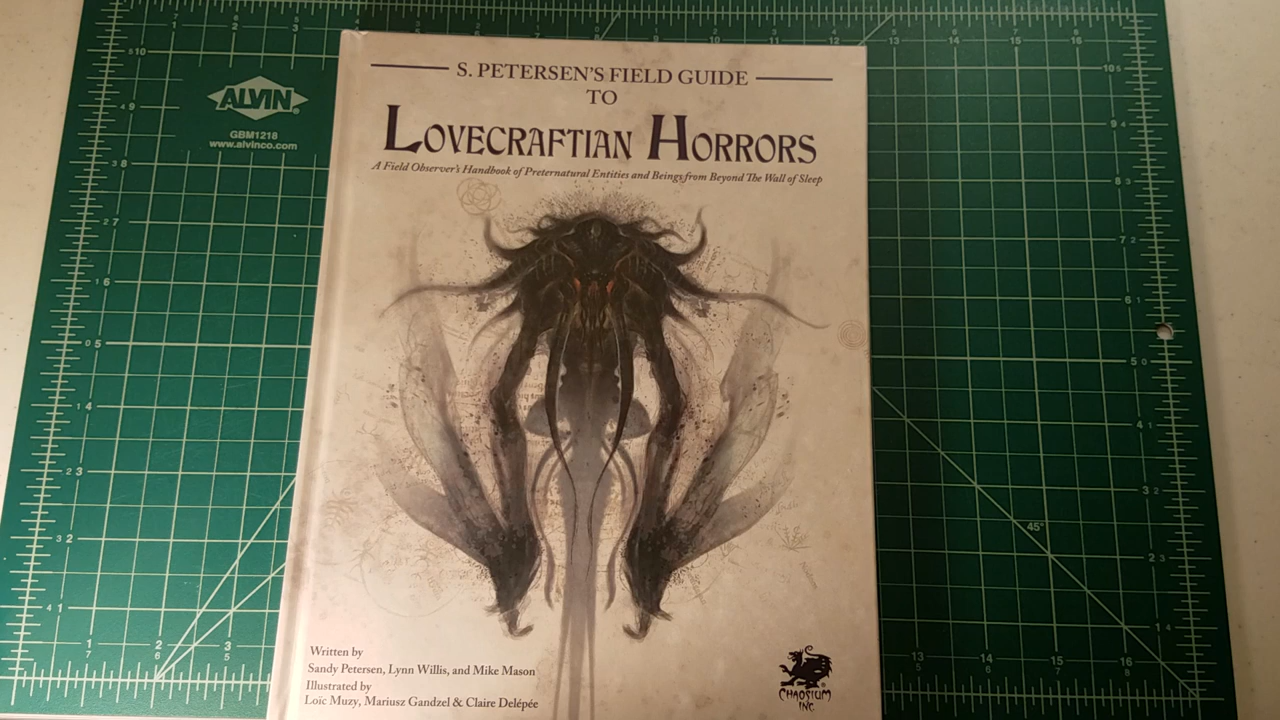 S. PETERSEN'S FIELD GUIDE
TO
LOVECRAFTIAN HORRORS
A Field Observer's Handbook of Preternatural Entities and Beings from Beyond The Wall of Sleep
Written by
Sandy Petersen, Lynn Willis, and Mike Mason
Illustrated by
Loïc Muzy, Mariusz Gandzel & Claire Delépée
CHAOSIUM
INC.
ALVIN
GBM1218
www.alvinco.com
45°